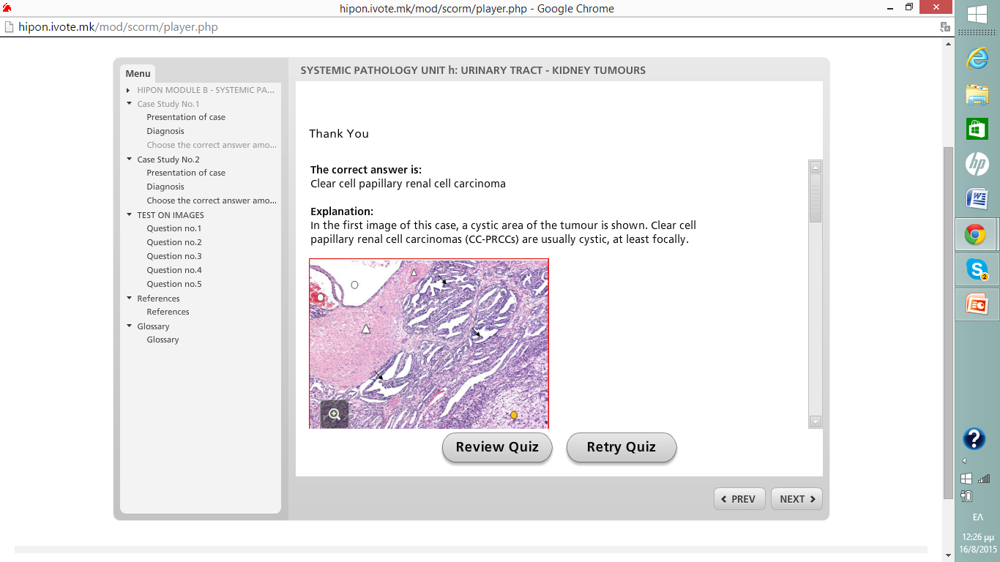 hipon.ivote.mk/mod/scorm/player.php - Google Chrome
hipon.ivote.mk/mod/scorm/player.php
Menu
HIPON MODULE B - SYSTEMIC PA...
Case Study No.1
Presentation of case
Diagnosis
Choose the correct answer amo...
Case Study No.2
Presentation of case
Diagnosis
Choose the correct answer amo...
TEST ON IMAGES
Question no.1
Question no.2
Question no.3
Question no.4
Question no.5
References
References
Glossary
Glossary
SYSTEMIC PATHOLOGY UNIT h: URINARY TRACT - KIDNEY TUMOURS
Thank You
The correct answer is:
Clear cell papillary renal cell carcinoma
Explanation:
In the first image of this case, a cystic area of the tumour is shown. Clear cell
papillary renal cell carcinomas (CC-PRCCs) are usually cystic, at least focally.
Review Quiz
Retry Quiz
PREV
NEXT
hp
W
S
2
P
?
ΕΛ
12:26 μμ
16/8/2015